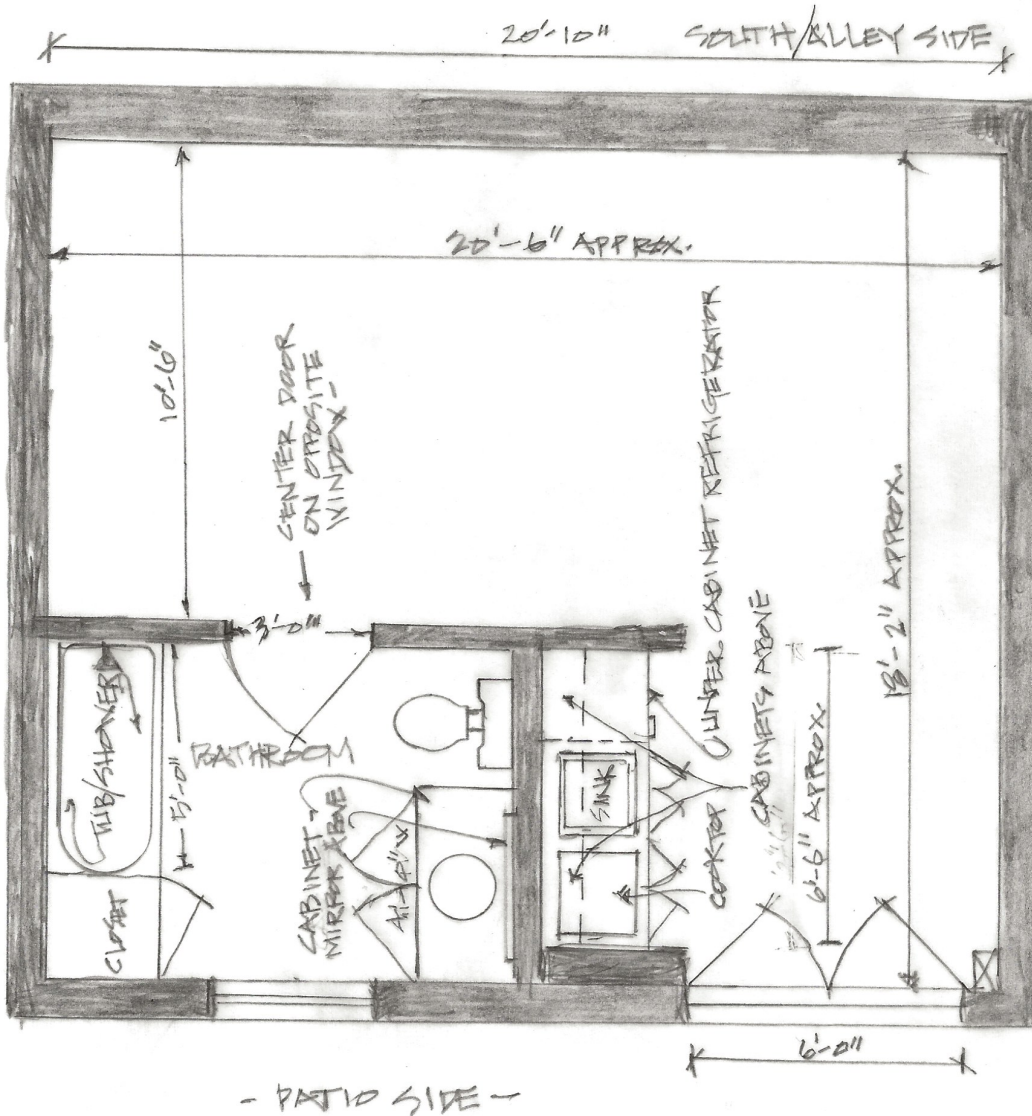 20'-10"
SOUTH/ALLEY SIDE
20'-6" APPROX.
10'-6"
CENTER DOOR
ON OPPOSITE
WINDOW-
UNDER CABINET REFRIGERATOR
CABINETS ABOVE
18'-2" APPROX.
3'-0"
TUB/SHOWER
BATHROOM
5'-0"
SINK
COOKTOP
6'-6" APPROX.
CLOSET
CABINET-
MIRROR ABOVE
4'-0"
6'-0"
- PATIO SIDE -